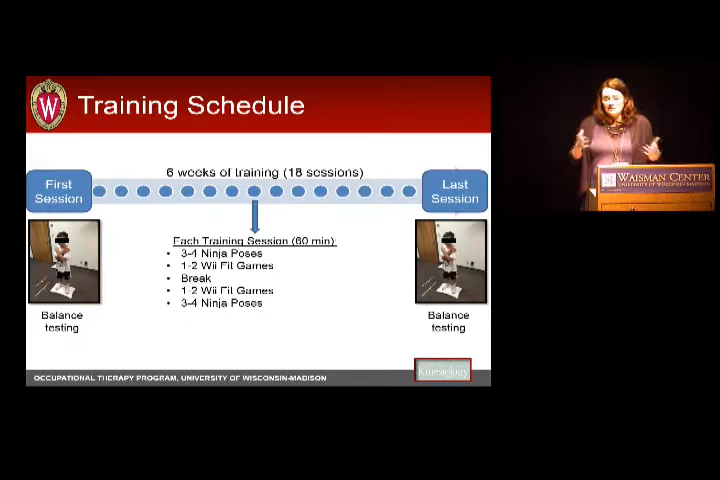 W
Training Schedule
6 weeks of training (18 sessions)
First
Session
Last
Session
Each Training Session (60 min):
• 3-4 Ninja Poses
• 1-2 Wii Fit Games
• Break
• 1-2 Wii Fit Games
• 3-4 Ninja Poses
Balance
testing
Balance
testing
OCCUPATIONAL THERAPY PROGRAM, UNIVERSITY OF WISCONSIN-MADISON
Kinesiology
WAISMAN CENTER
UNIVERSITY OF WISCONSIN-MADISON